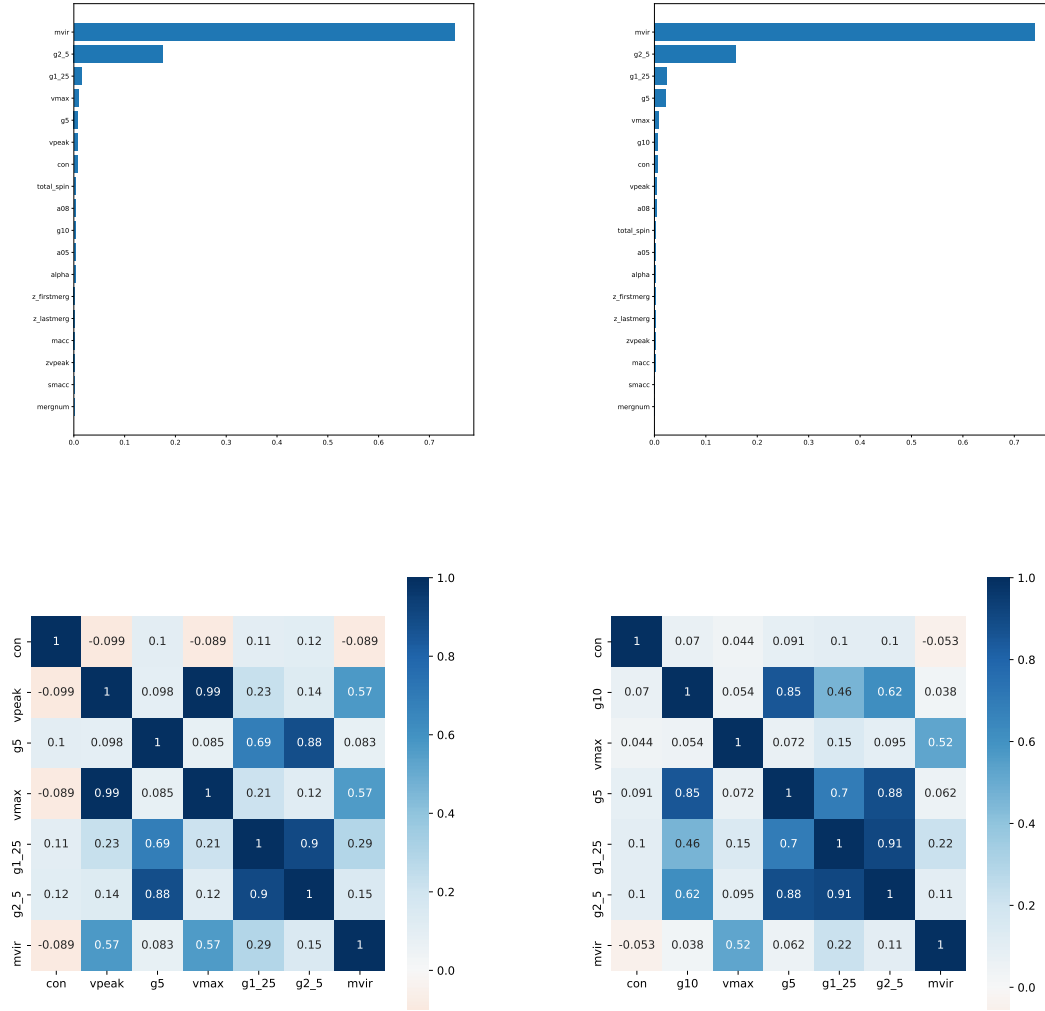 mvir
g2_5
g1_25
vmax
g5
vpeak
con
total_spin
a08
g10
a05
alpha
z_firstmerg
z_lastmerg
macc
zvpeak
smacc
mergnum
0.0 0.1 0.2 0.3 0.4 0.5 0.6 0.7
mvir
g2_5
g1_25
g5
vmax
g10
con
vpeak
a08
total_spin
a05
alpha
z_firstmerg
z_lastmerg
zvpeak
macc
smacc
mergnum
0.0 0.1 0.2 0.3 0.4 0.5 0.6 0.7
con 1 -0.099 0.1 -0.089 0.11 0.12 -0.089
vpeak -0.099 1 0.098 0.99 0.23 0.14 0.57
g5 0.1 0.098 1 0.085 0.69 0.88 0.083
vmax -0.089 0.99 0.085 1 0.21 0.12 0.57
g1_25 0.11 0.23 0.69 0.21 1 0.9 0.29
g2_5 0.12 0.14 0.88 0.12 0.9 1 0.15
mvir -0.089 0.57 0.083 0.57 0.29 0.15 1
con vpeak g5 vmax g1_25 g2_5 mvir
1.0
0.8
0.6
0.4
0.2
0.0
con 1 0.07 0.044 0.091 0.1 0.1 -0.053
g10 0.07 1 0.054 0.85 0.46 0.62 0.038
vmax 0.044 0.054 1 0.072 0.15 0.095 0.52
g5 0.091 0.85 0.072 1 0.7 0.88 0.062
g1_25 0.1 0.46 0.15 0.7 1 0.91 0.22
g2_5 0.1 0.62 0.095 0.88 0.91 1 0.11
mvir -0.053 0.038 0.52 0.062 0.22 0.11 1
con g10 vmax g5 g1_25 g2_5 mvir
1.0
0.8
0.6
0.4
0.2
0.0